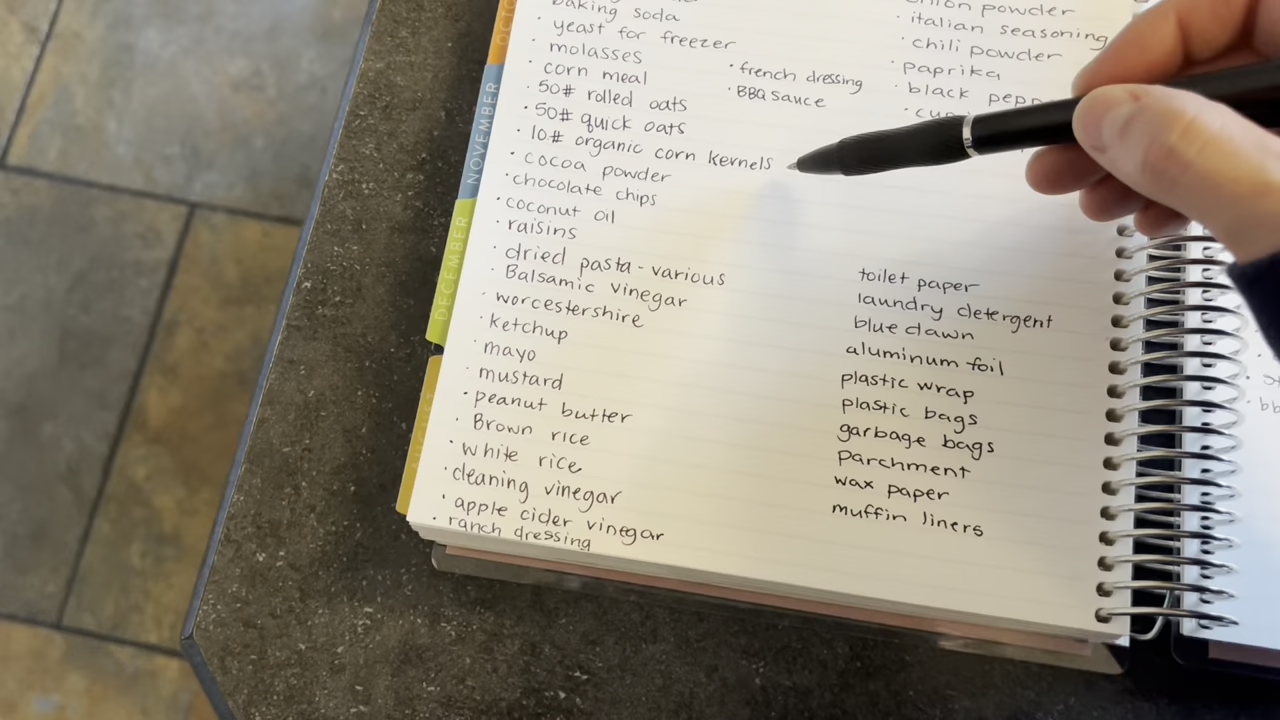 baking soda
· yeast for freezer
· molasses
· corn meal
· 50# rolled oats
· 50# quick oats
· 10# organic corn kernels
· cocoa powder
· chocolate chips
· coconut oil
· raisins
· dried pasta - various
· Balsamic vinegar
· worcestershire
· ketchup
· mayo
· mustard
· peanut butter
· Brown rice
· white rice
· cleaning vinegar
· apple cider vinegar
· ranch dressing
· french dressing
· BBQ sauce
onion powder
· italian seasoning
· chili powder
· paprika
· black
toilet paper
laundry detergent
blue dawn
aluminum foil
plastic wrap
plastic bags
garbage bags
Parchment
wax paper
muffin liners
NOVEMBER
DECEMBER